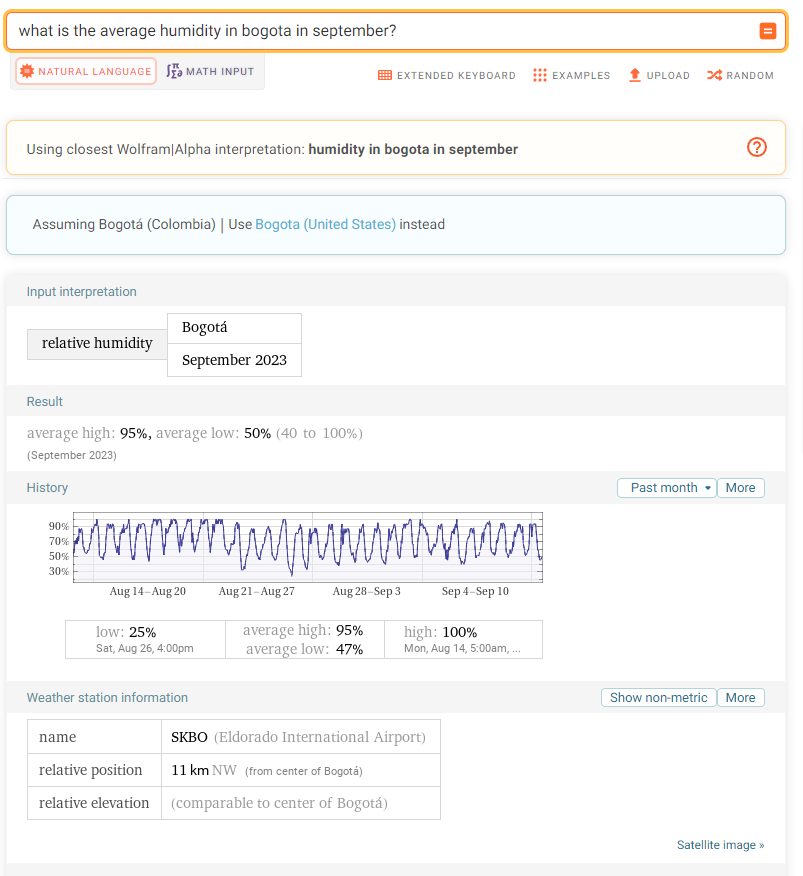 what is the average humidity in bogota in september?
NATURAL LANGUAGE
MATH INPUT
EXTENDED KEYBOARD
EXAMPLES
UPLOAD
RANDOM
Using closest Wolfram|Alpha interpretation: humidity in bogota in september
Assuming Bogotá (Colombia) | Use Bogota (United States) instead
Input interpretation
relative humidity
Bogotá
September 2023
Result
average high: 95%, average low: 50% (40 to 100%)
(September 2023)
History
Past month
More
90%
70%
50%
30%
Aug 14–Aug 20
Aug 21–Aug 27
Aug 28–Sep 3
Sep 4–Sep 10
low: 25%
Sat, Aug 26, 4:00pm
average high: 95%
average low: 47%
high: 100%
Mon, Aug 14, 5:00am, ...
Weather station information
Show non-metric
More
name
SKBO (Eldorado International Airport)
relative position
11 km NW (from center of Bogotá)
relative elevation
(comparable to center of Bogotá)
Satellite image »